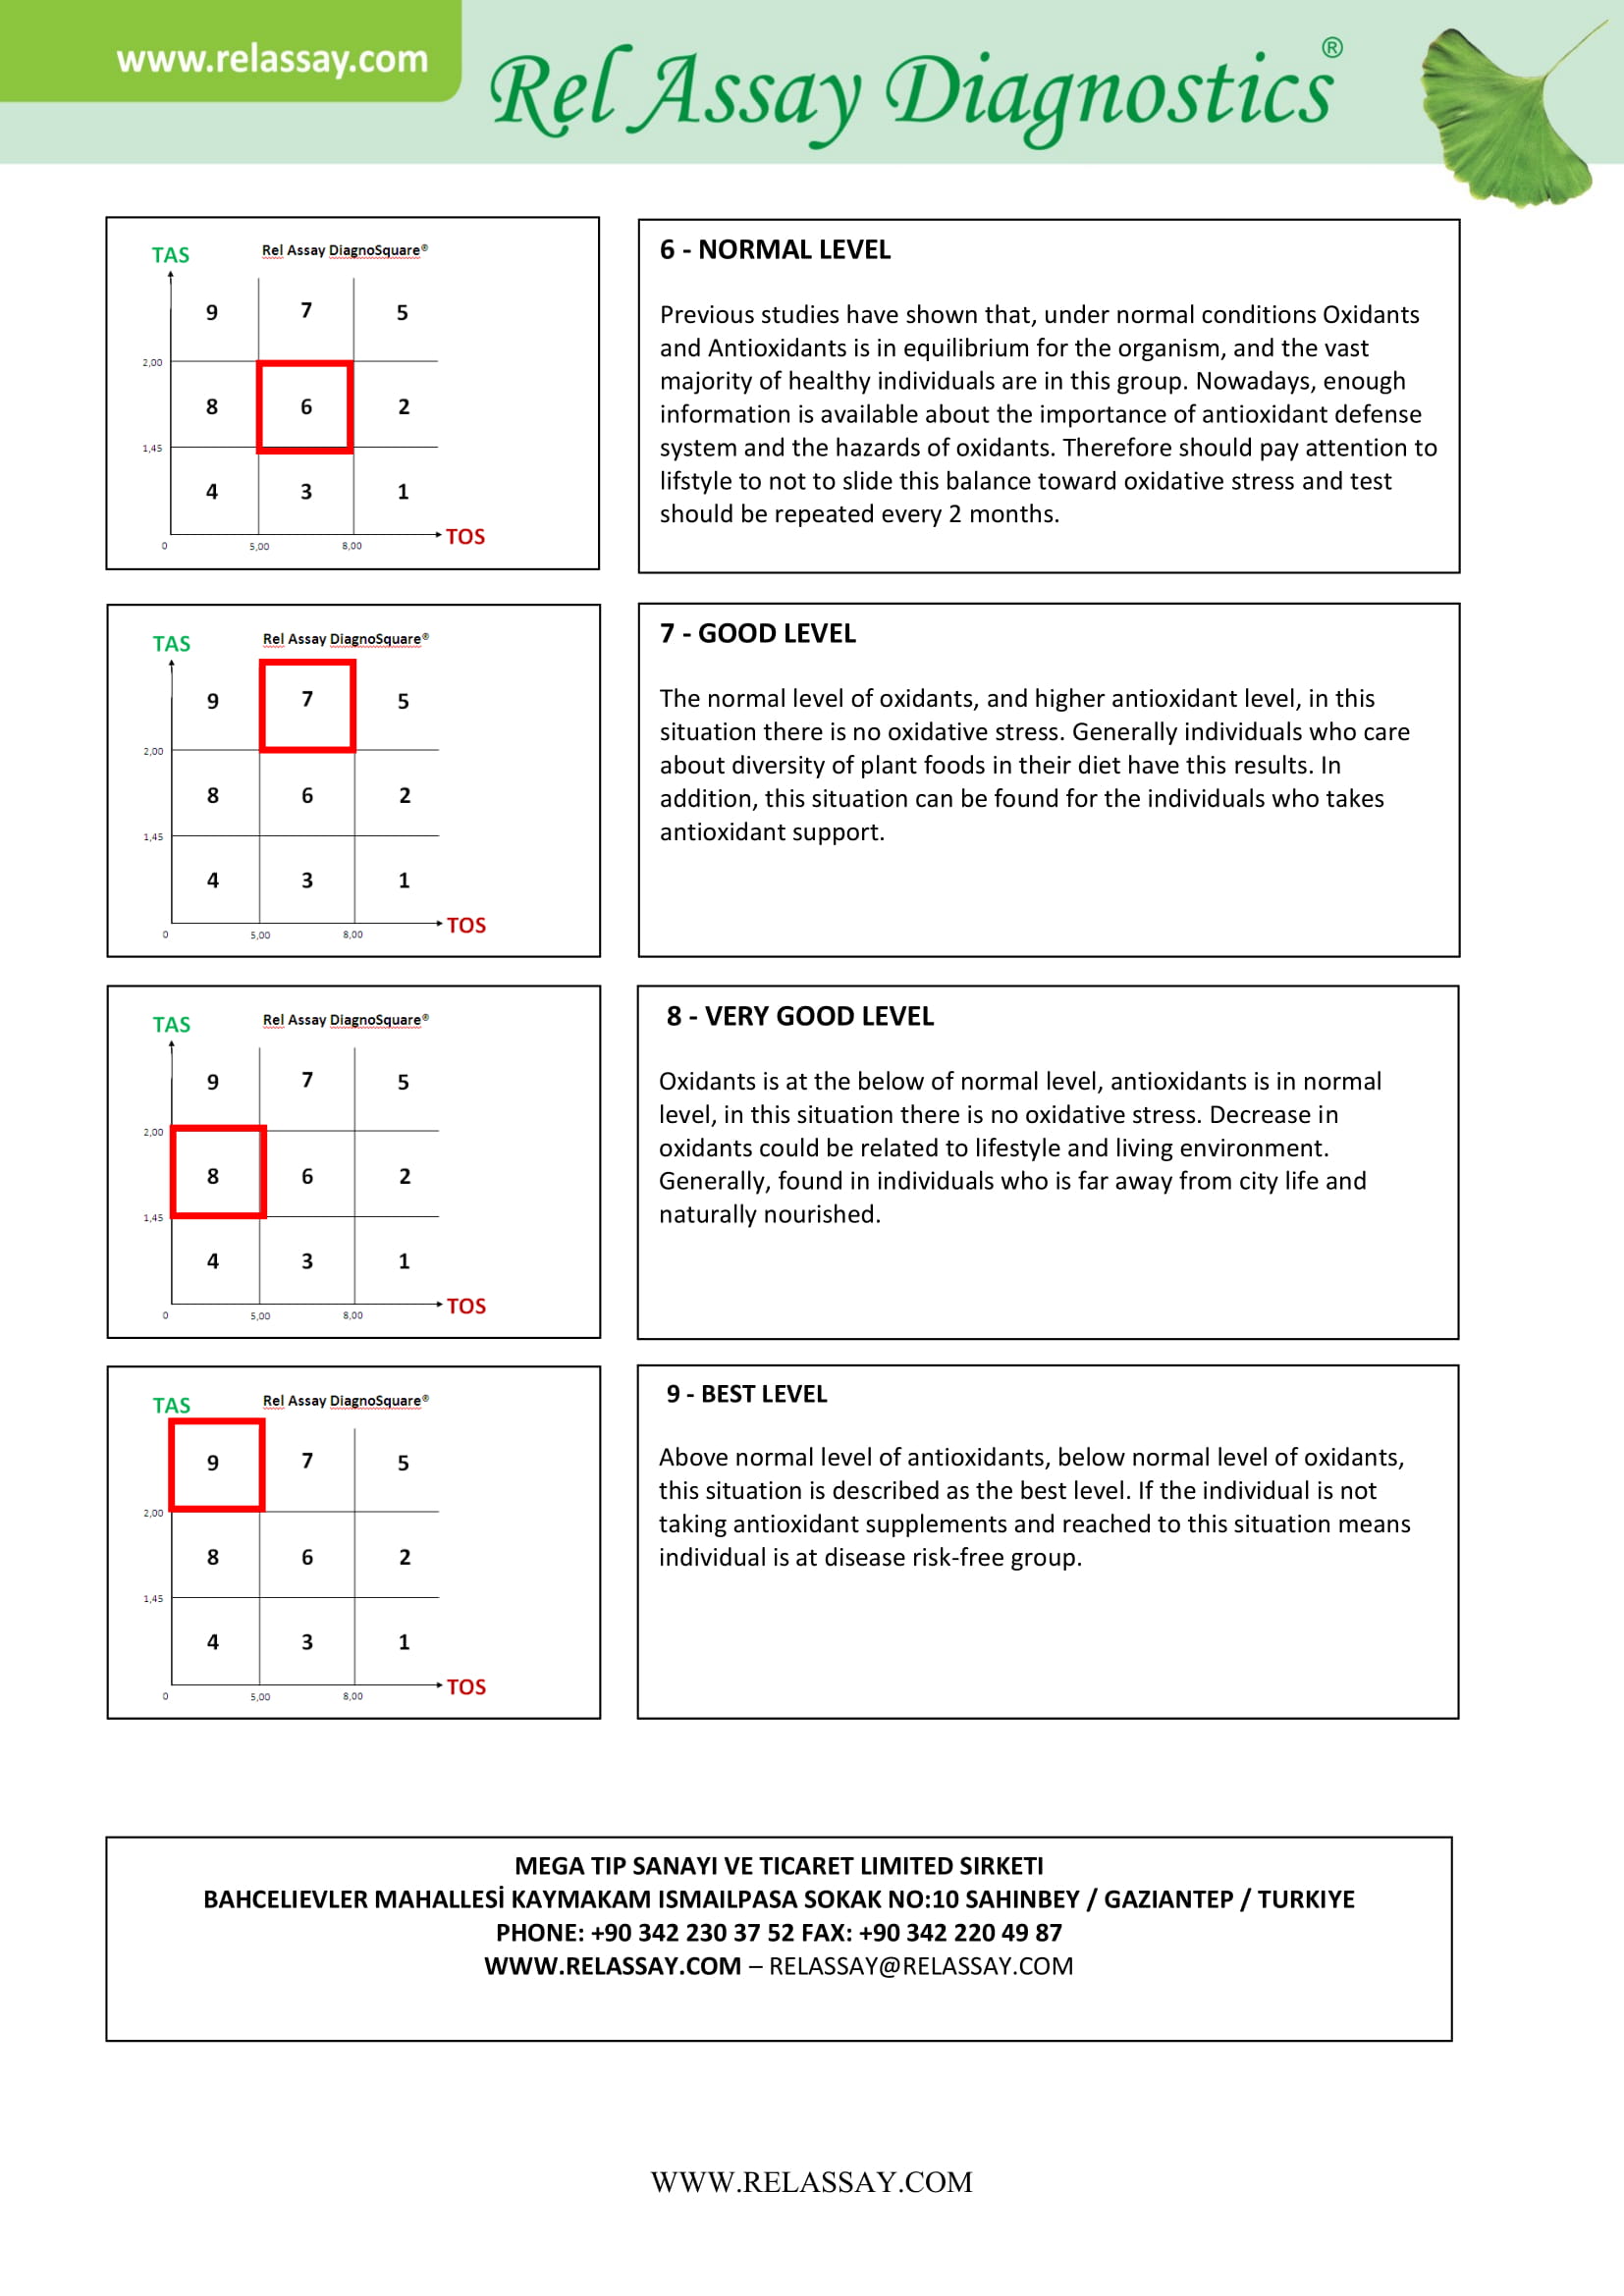 www.relassay.com
Rel Assay Diagnostics®
TAS
Rel Assay DiagnoSquare®
9 7 5
2,00
8 6 2
1,45
4 3 1
TOS
0 5,00 8,00
6 - NORMAL LEVEL
Previous studies have shown that, under normal conditions Oxidants
and Antioxidants is in equilibrium for the organism, and the vast
majority of healthy individuals are in this group. Nowadays, enough
information is available about the importance of antioxidant defense
system and the hazards of oxidants. Therefore should pay attention to
lifstyle to not to slide this balance toward oxidative stress and test
should be repeated every 2 months.
TAS
Rel Assay DiagnoSquare®
9 7 5
2,00
8 6 2
1,45
4 3 1
TOS
0 5,00 8,00
7 - GOOD LEVEL
The normal level of oxidants, and higher antioxidant level, in this
situation there is no oxidative stress. Generally individuals who care
about diversity of plant foods in their diet have this results. In
addition, this situation can be found for the individuals who takes
antioxidant support.
TAS
Rel Assay DiagnoSquare®
9 7 5
2,00
8 6 2
1,45
4 3 1
TOS
0 5,00 8,00
8 - VERY GOOD LEVEL
Oxidants is at the below of normal level, antioxidants is in normal
level, in this situation there is no oxidative stress. Decrease in
oxidants could be related to lifestyle and living environment.
Generally, found in individuals who is far away from city life and
naturally nourished.
TAS
Rel Assay DiagnoSquare®
9 7 5
2,00
8 6 2
1,45
4 3 1
TOS
0 5,00 8,00
9 - BEST LEVEL
Above normal level of antioxidants, below normal level of oxidants,
this situation is described as the best level. If the individual is not
taking antioxidant supplements and reached to this situation means
individual is at disease risk-free group.
MEGA TIP SANAYI VE TICARET LIMITED SIRKETI
BAHCELIEVLER MAHALLESİ KAYMAKAM ISMAILPASA SOKAK NO:10 SAHINBEY / GAZIANTEP / TURKIYE
PHONE: +90 342 230 37 52 FAX: +90 342 220 49 87
WWW.RELASSAY.COM – RELASSAY@RELASSAY.COM
WWW.RELASSAY.COM